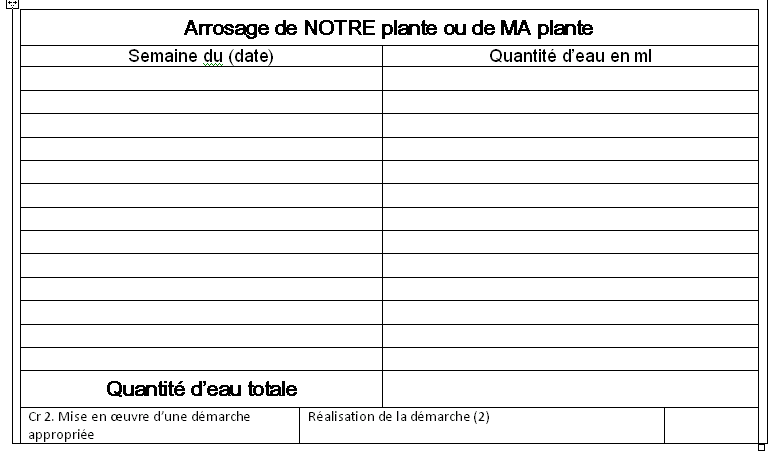 Arrosage de NOTRE plante ou de MA plante
Semaine du (date) Quantité d'eau en ml
Quantité d'eau totale
Cr 2. Mise en œuvre d'une démarche appropriée
Réalisation de la démarche (2)